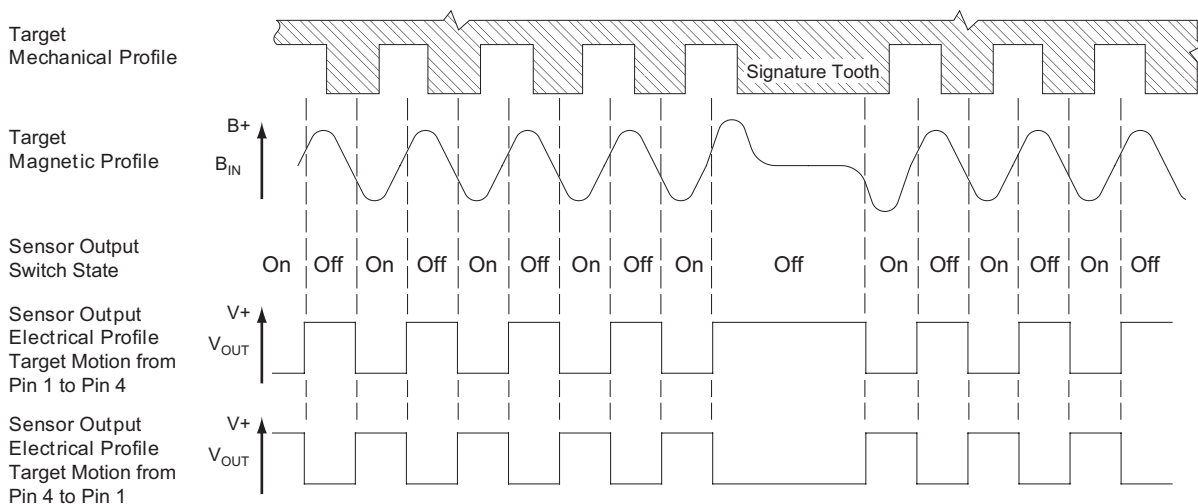 Target
Mechanical Profile
Signature Tooth
Target
Magnetic Profile
B+
B_IN
Sensor Output
Switch State
On Off On Off On Off On Off On Off On Off On Off On Off
Sensor Output
Electrical Profile
Target Motion from
Pin 1 to Pin 4
V+
V_OUT
Sensor Output
Electrical Profile
Target Motion from
Pin 4 to Pin 1
V+
V_OUT